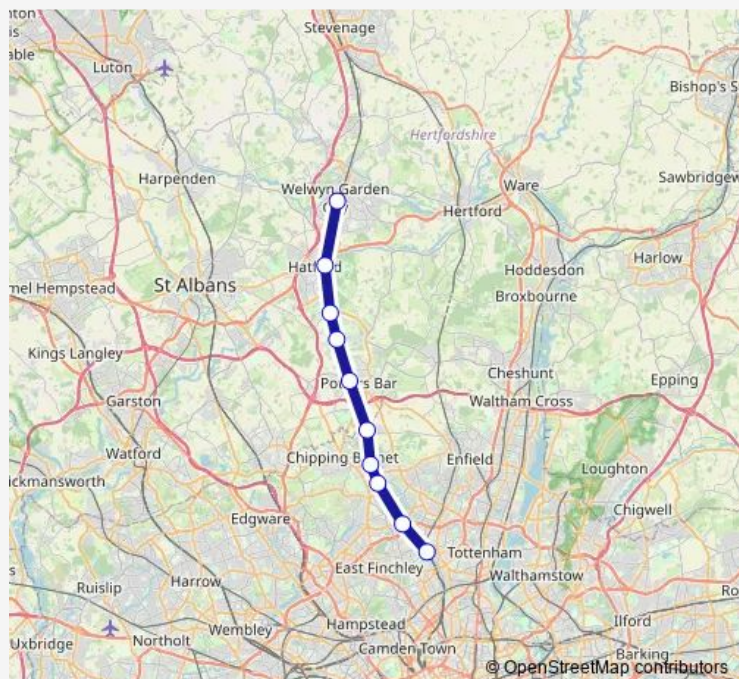 Stevenage
Luton
Bishop's S
Hertfordshire
Harpenden
Ware
Sawbridgew
Welwyn Garden
Hertford
Hoddesdon
Harlow
St Albans
mel Hempstead
Broxbourne
Kings Langley
Cheshunt
Epping
Garston
Waltham Cross
Watford
Enfield
Loughton
ickmansworth
Chigwell
Edgware
Tottenham
East Finchley
Walthamstow
Ruislip
Harrow
Ilford
Wembley
Hampstead
Uxbridge
Northolt
Camden Town
Barking
© OpenStreetMap contributors